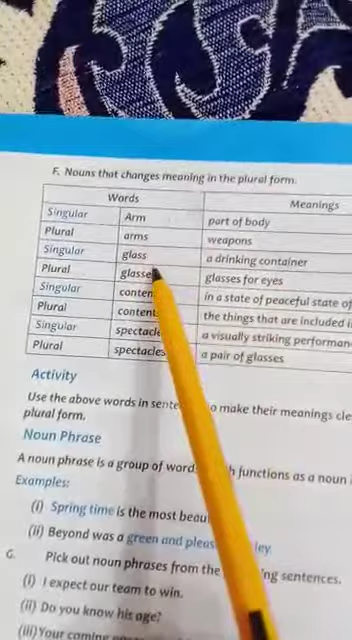 F. Nouns that changes meaning in the plural form.
Words Meanings
Singular Arm part of body
Plural arms weapons
Singular glass a drinking container
Plural glasses for eyes
Singular in a state of peaceful state of
Plural the things that are included
Singular a visually striking
Plural spectacles a pair of glasses
Activity
Use the above words in to make their meanings
plural form.
Noun Phrase
A noun phrase is a group of functions as a noun
Examples:
(i) Spring time is the most
(ii) Beyond was a green and
G. Pick out noun phrases from the sentences.
(i) I expect our team to win.
(ii) Do you know his age?
(iii) Your coming